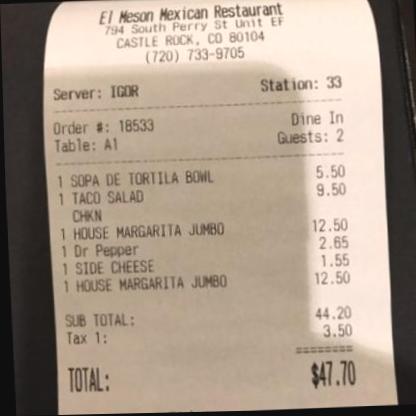 El Meson Mexican Restaurant
794 South Perry St Unit EF
CASTLE ROCK, CO 80104
(720) 733-9705
Server: IGOR Station: 33
Order #: 18533 Dine In
Table: A1 Guests: 2
1 SOPA DE TORTILA BOWL 5.50
1 TACO SALAD 9.50
CHKN
1 HOUSE MARGARITA JUMBO 12.50
1 Dr Pepper 2.65
1 SIDE CHEESE 1.55
1 HOUSE MARGARITA JUMBO 12.50
SUB TOTAL: 44.20
Tax 1: 3.50
========
TOTAL: $47.70